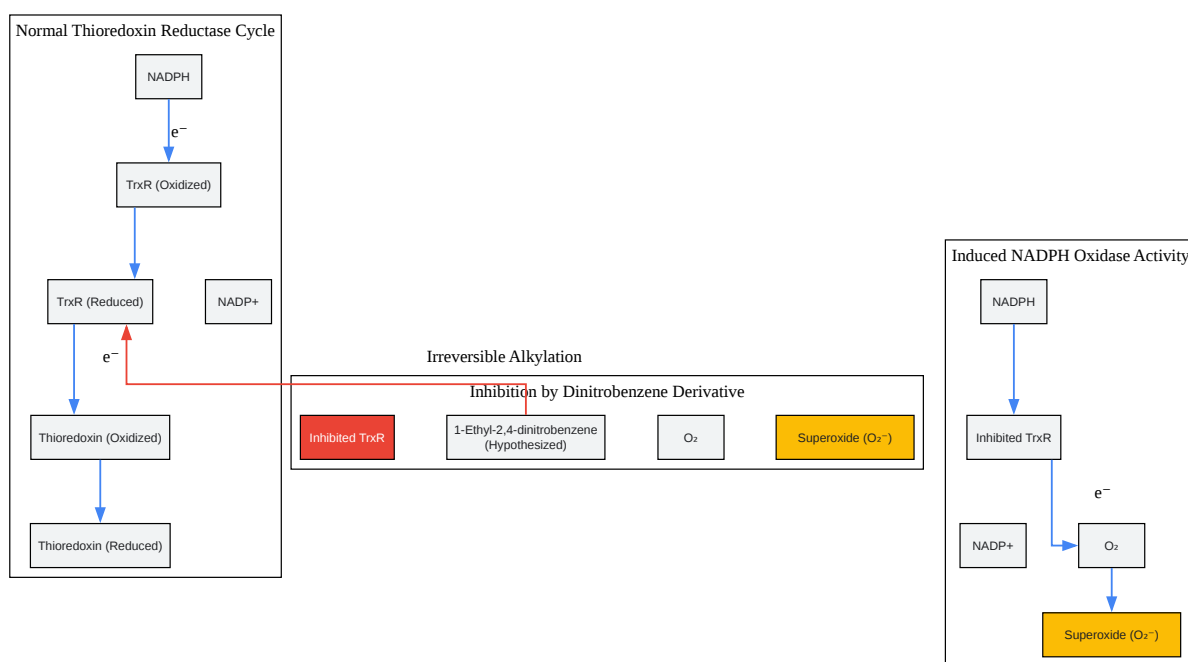 Normal Thioredoxin Reductase Cycle
NADPH
e⁻
TrxR (Oxidized)
TrxR (Reduced)
NADP+
e⁻
Thioredoxin (Oxidized)
Thioredoxin (Reduced)
Irreversible Alkylation
Inhibition by Dinitrobenzene Derivative
Inhibited TrxR
1-Ethyl-2,4-dinitrobenzene
(Hypothesized)
O₂
Superoxide (O₂⁻)
Induced NADPH Oxidase Activity
NADPH
Inhibited TrxR
e⁻
NADP+
O₂
Superoxide (O₂⁻)